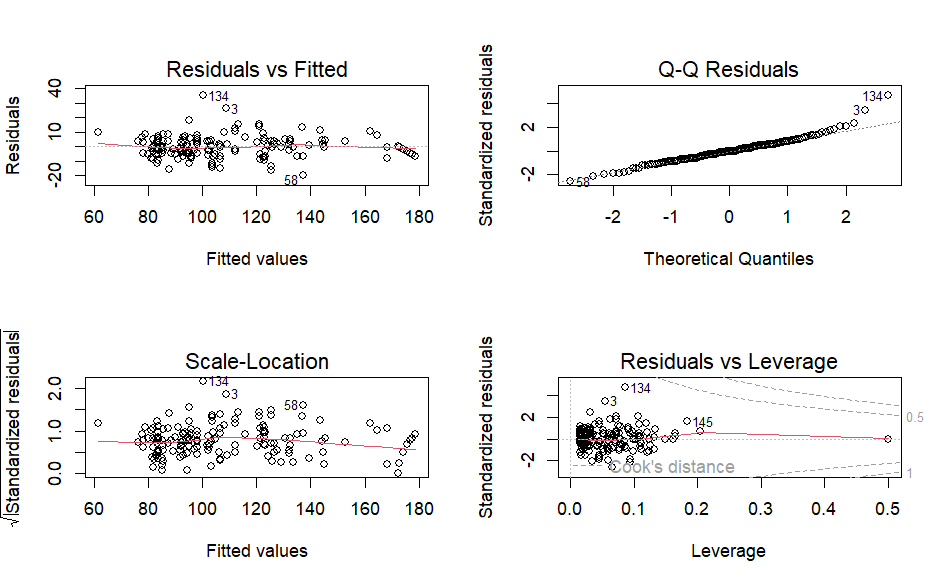 Residuals vs Fitted
Residuals
40
10
-20
134
3
58
60 80 100 120 140 160 180
Fitted values
Q-Q Residuals
Standardized residuals
2
-2
134
3
58
-2 -1 0 1 2
Theoretical Quantiles
Scale-Location
√|Standardized residuals|
2.0
1.0
0.0
134
3
58
60 80 100 120 140 160 180
Fitted values
Residuals vs Leverage
Standardized residuals
2
-2
134
3
145
0.5
1
Cook's distance
0.0 0.1 0.2 0.3 0.4 0.5
Leverage